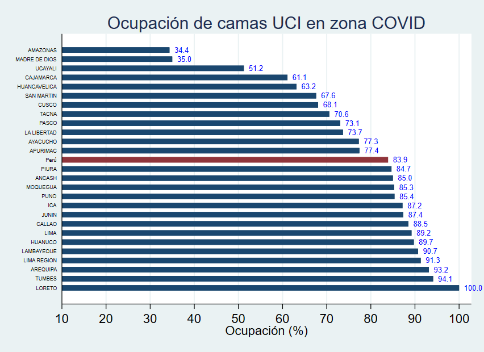 Ocupación de camas UCI en zona COVID
AMAZONAS 34.4
MADRE DE DIOS 35.0
UCAYALI 51.2
CAJAMARCA 61.1
HUANCAVELICA 63.2
SAN MARTIN 67.6
CUSCO 68.1
TACNA 70.6
PASCO 73.1
LA LIBERTAD 73.7
AYACUCHO 77.3
APURIMAC 77.4
Perú 83.9
PIURA 84.7
ANCASH 85.0
MOQUEGUA 85.3
PUNO 85.4
ICA 87.2
JUNIN 87.4
CALLAO 88.5
LIMA 89.2
HUANUCO 89.7
LAMBAYEQUE 90.7
LIMA REGION 91.3
AREQUIPA 93.2
TUMBES 94.1
LORETO 100.0
10 20 30 40 50 60 70 80 90 100
Ocupación (%)